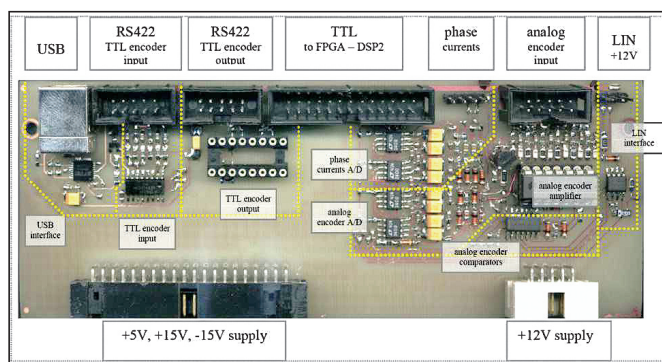 USB
RS422
TTL encoder
input
RS422
TTL encoder
output
TTL
to FPGA – DSP2
phase
currents
analog
encoder
input
LIN
+12V
LIN
interface
phase
currents A/D
analog
encoder A/D
analog encoder
amplifier
TTL encoder
output
USB
interface
TTL encoder
input
analog encoder
comparators
+5V, +15V, -15V supply
+12V supply